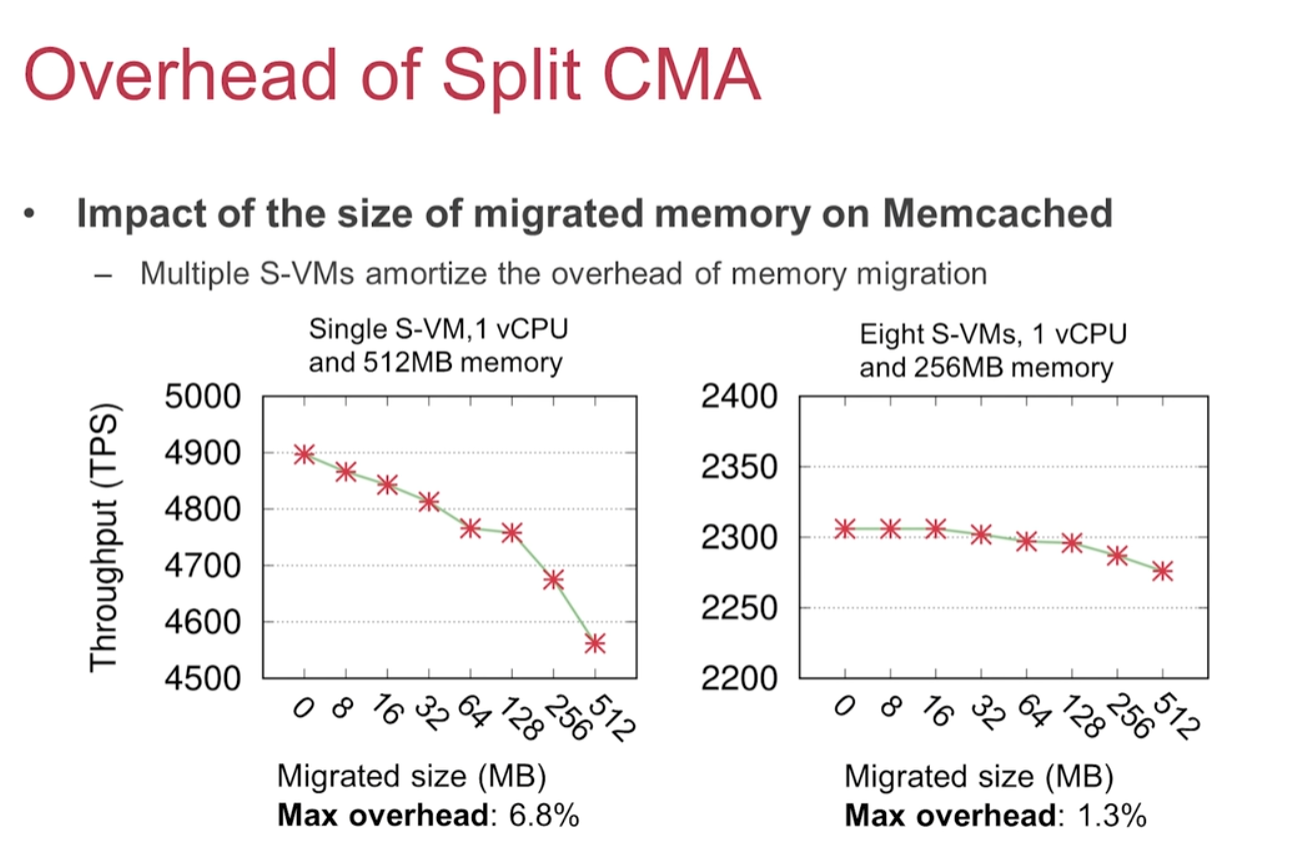 Overhead of Split CMA
• Impact of the size of migrated memory on Memcached
– Multiple S-VMs amortize the overhead of memory migration
Single S-VM,1 vCPU
and 512MB memory
Throughput (TPS)
5000
4900
4800
4700
4600
4500
0 8 16 32 64 128 256 512
Migrated size (MB)
Max overhead: 6.8%
Eight S-VMs, 1 vCPU
and 256MB memory
2400
2350
2300
2250
2200
0 8 16 32 64 128 256 512
Migrated size (MB)
Max overhead: 1.3%